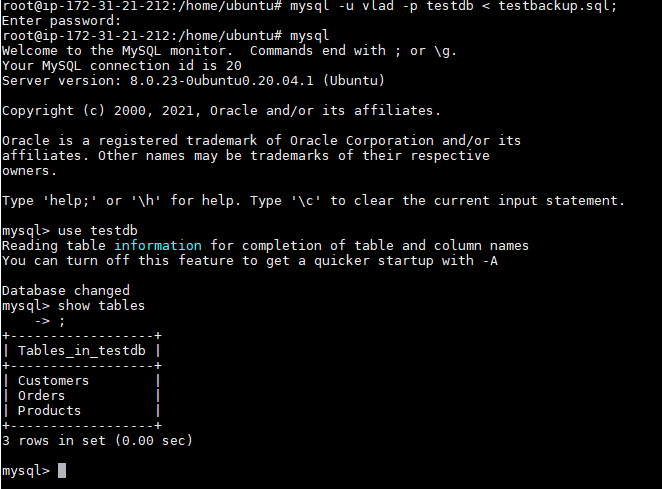 root@ip-172-31-21-212:/home/ubuntu# mysql -u vlad -p testdb < testbackup.sql;
Enter password:
root@ip-172-31-21-212:/home/ubuntu# mysql
Welcome to the MySQL monitor.  Commands end with ; or \g.
Your MySQL connection id is 20
Server version: 8.0.23-0ubuntu0.20.04.1 (Ubuntu)

Copyright (c) 2000, 2021, Oracle and/or its affiliates.

Oracle is a registered trademark of Oracle Corporation and/or its
affiliates. Other names may be trademarks of their respective
owners.

Type 'help;' or '\h' for help. Type '\c' to clear the current input statement.

mysql> use testdb
Reading table information for completion of table and column names
You can turn off this feature to get a quicker startup with -A

Database changed
mysql> show tables
    -> ;
+------------------+
| Tables_in_testdb |
+------------------+
| Customers        |
| Orders           |
| Products         |
+------------------+
3 rows in set (0.00 sec)

mysql>